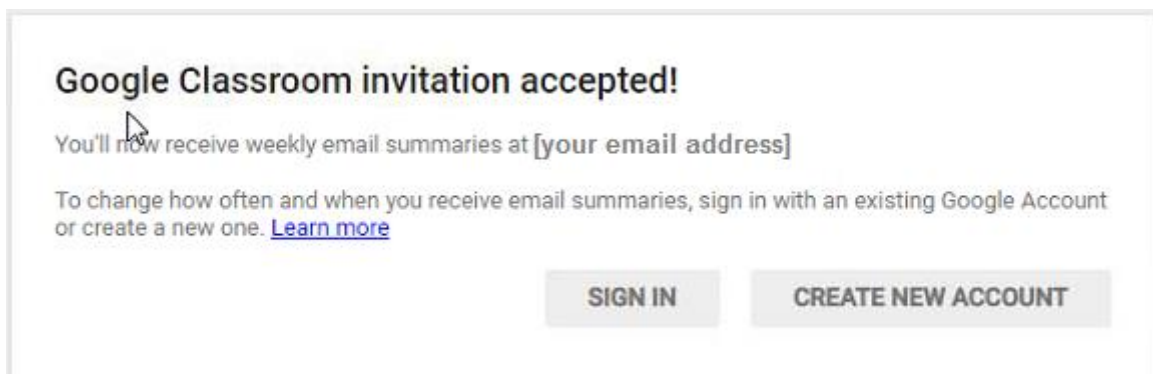 Google Classroom invitation accepted!
You'll now receive weekly email summaries at [your email address]
To change how often and when you receive email summaries, sign in with an existing Google Account
or create a new one. Learn more
SIGN IN CREATE NEW ACCOUNT